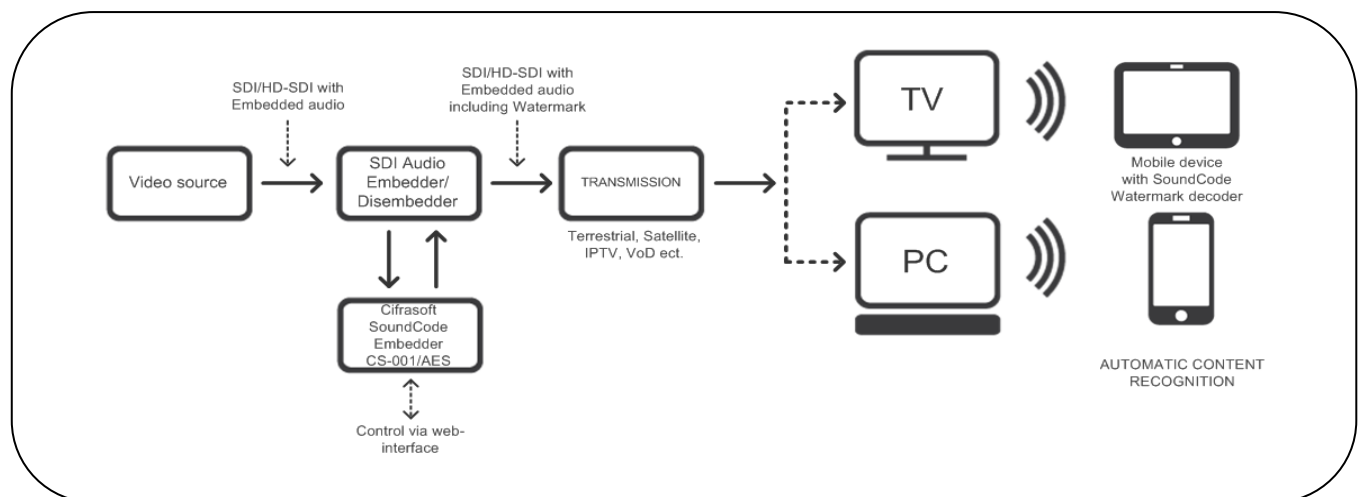 SDI/HD-SDI with
Embedded audio
SDI/HD-SDI with
Embedded audio
including Watermark
Video source
SDI Audio
Embedder/
Disembedder
TRANSMISSION
Terrestrial, Satellite,
IPTV, VoD ect.
Cifrasoft
SoundCode
Embedder
CS-001/AES
Control via web-
interface
TV
PC
Mobile device
with SoundCode
Watermark decoder
AUTOMATIC CONTENT
RECOGNITION